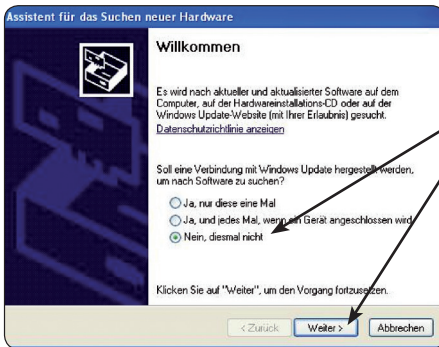 Assistent für das Suchen neuer Hardware
Willkommen
Es wird nach aktueller und aktualisierter Software auf dem
Computer, auf der Hardwareinstallations-CD oder auf der
Windows Update-Website (mit Ihrer Erlaubnis) gesucht.
Datenschutzrichtlinie anzeigen
Soll eine Verbindung mit Windows Update hergestellt werden,
um nach Software zu suchen?
Ja, nur diese eine Mal
Ja, und jedes Mal, wenn ein Gerät angeschlossen wird
Nein, diesmal nicht
Klicken Sie auf "Weiter", um den Vorgang fortzusetzen.
< Zurück Weiter > Abbrechen